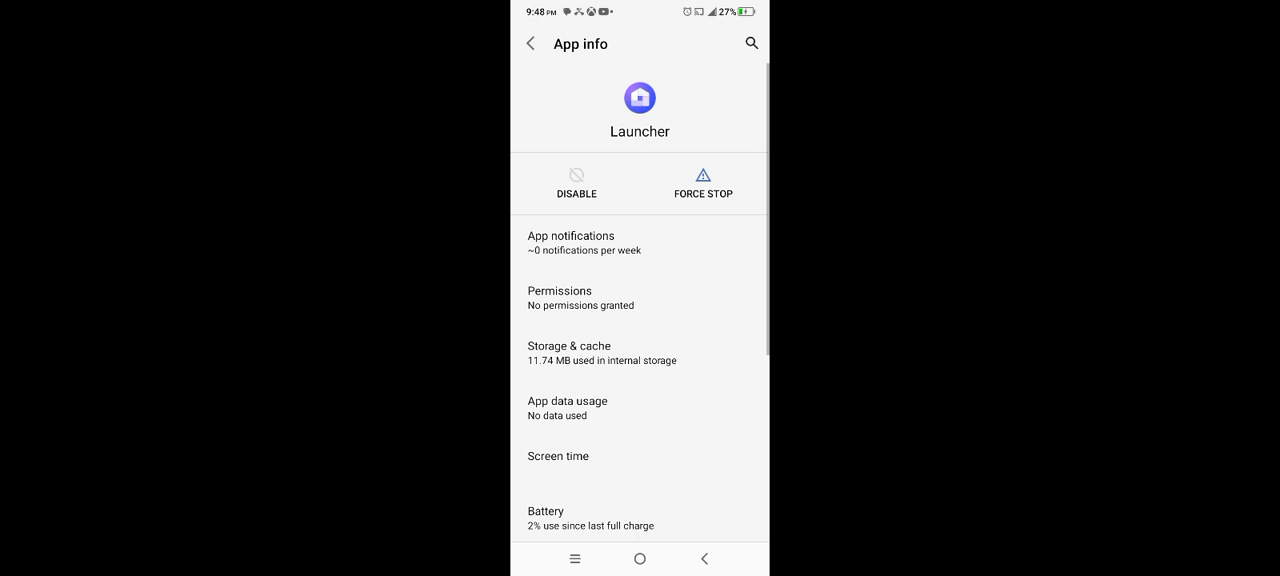 9:48 PM
27%
App info
Launcher
DISABLE
FORCE STOP
App notifications
~0 notifications per week
Permissions
No permissions granted
Storage & cache
11.74 MB used in internal storage
App data usage
No data used
Screen time
Battery
2% use since last full charge